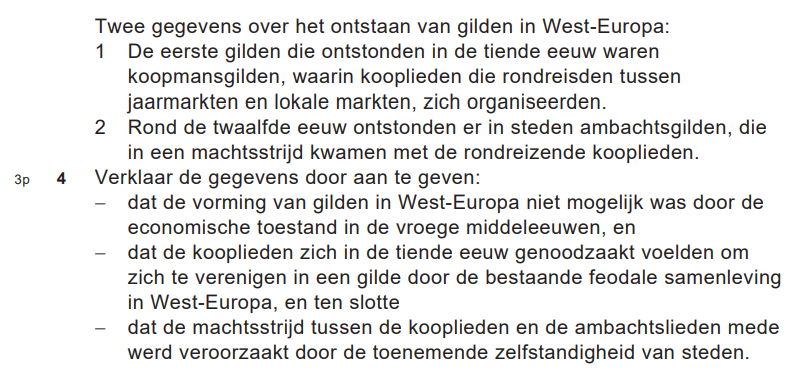 Twee gegevens over het ontstaan van gilden in West-Europa:
1 De eerste gilden die ontstonden in de tiende eeuw waren
koopmansgilden, waarin kooplieden die rondreisden tussen
jaarmarkten en lokale markten, zich organiseerden.
2 Rond de twaalfde eeuw ontstonden er in steden ambachtsgilden, die
in een machtsstrijd kwamen met de rondreizende kooplieden.
3p 4 Verklaar de gegevens door aan te geven:
– dat de vorming van gilden in West-Europa niet mogelijk was door de
economische toestand in de vroege middeleeuwen, en
– dat de kooplieden zich in de tiende eeuw genoodzaakt voelden om
zich te verenigen in een gilde door de bestaande feodale samenleving
in West-Europa, en ten slotte
– dat de machtsstrijd tussen de kooplieden en de ambachtslieden mede
werd veroorzaakt door de toenemende zelfstandigheid van steden.